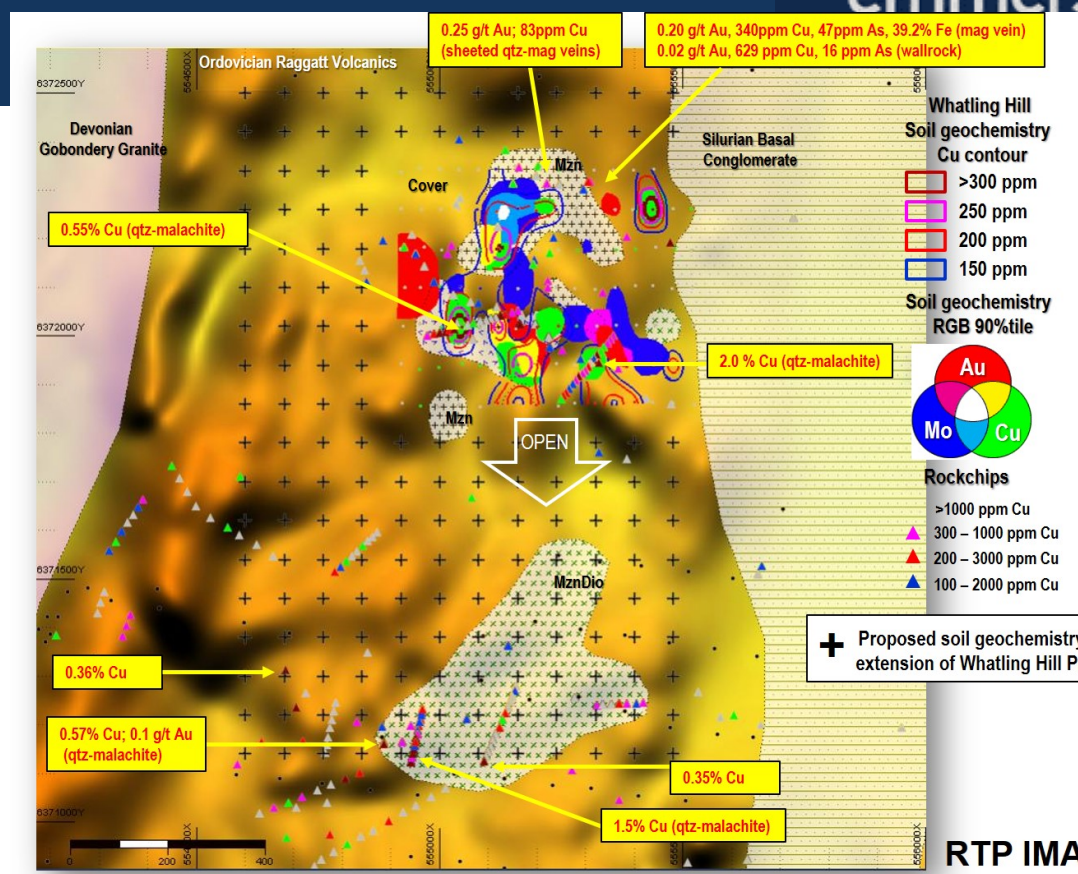 emmers
0.25 g/t Au; 83ppm Cu
(sheeted qtz-mag veins)
0.20 g/t Au, 340ppm Cu, 47ppm As, 39.2% Fe (mag vein)
0.02 g/t Au, 629 ppm Cu, 16 ppm As (wallrock)
Ordovician Raggatt Volcanics
6372500Y
Devonian
Gobondery Granite
Cover
Mzn
Silurian Basal
Conglomerate
0.55% Cu (qtz-malachite)
6372000Y
2.0 % Cu (qtz-malachite)
Mzn
OPEN
6371500Y
MznDio
0.36% Cu
0.57% Cu; 0.1 g/t Au
(qtz-malachite)
0.35% Cu
1.5% Cu (qtz-malachite)
6371000Y
0
200
400
Whatling Hill
Soil geochemistry
Cu contour
>300 ppm
250 ppm
200 ppm
150 ppm
Soil geochemistry
RGB 90%tile
Au
Mo
Cu
Rockchips
>1000 ppm Cu
300 – 1000 ppm Cu
200 – 3000 ppm Cu
100 – 2000 ppm Cu
+ Proposed soil geochemistry
extension of Whatling Hill P
RTP IMA